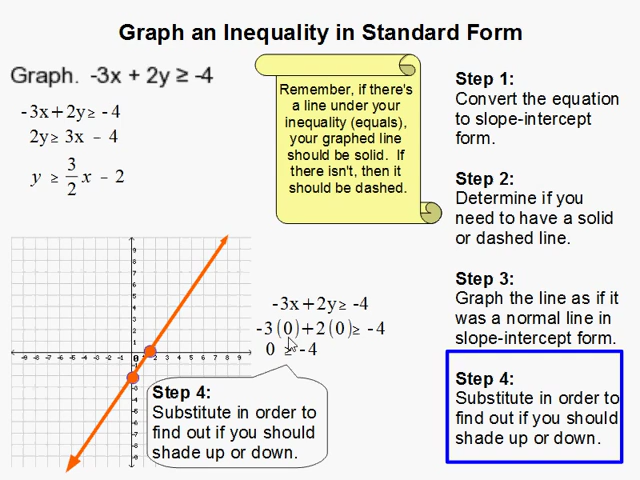 Graph an Inequality in Standard Form
Graph. -3x + 2y ≥ -4
-3x+2y≥ -4
2y≥ 3x - 4
y ≥ 3/2 x - 2
Remember, if there's
a line under your
inequality (equals),
your graphed line
should be solid. If
there isn't, then it
should be dashed.
Step 1:
Convert the equation
to slope-intercept
form.
Step 2:
Determine if you
need to have a solid
or dashed line.
Step 3:
Graph the line as if it
was a normal line in
slope-intercept form.
Step 4:
Substitute in order to
find out if you should
shade up or down.
-3x+2y≥ -4
-3(0)+2(0)≥ -4
0 ≥ -4
Step 4:
Substitute in order to
find out if you should
shade up or down.